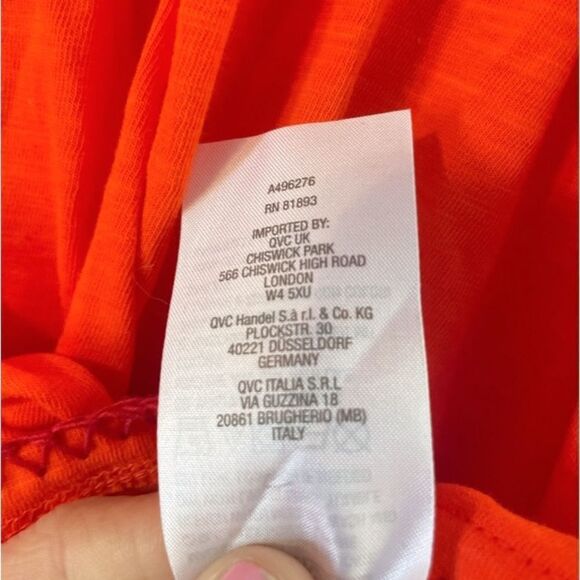 A496276
RN 81893
IMPORTED BY:
QVC UK
CHISWICK PARK
566 CHISWICK HIGH ROAD
LONDON
W4 5XU
QVC Handel S.à r.l. & Co. KG
PLOCKSTR. 30
40221 DÜSSELDORF
GERMANY
QVC ITALIA S.R.L
VIA GUZZINA 18
20861 BRUGHERIO (MB)
ITALY